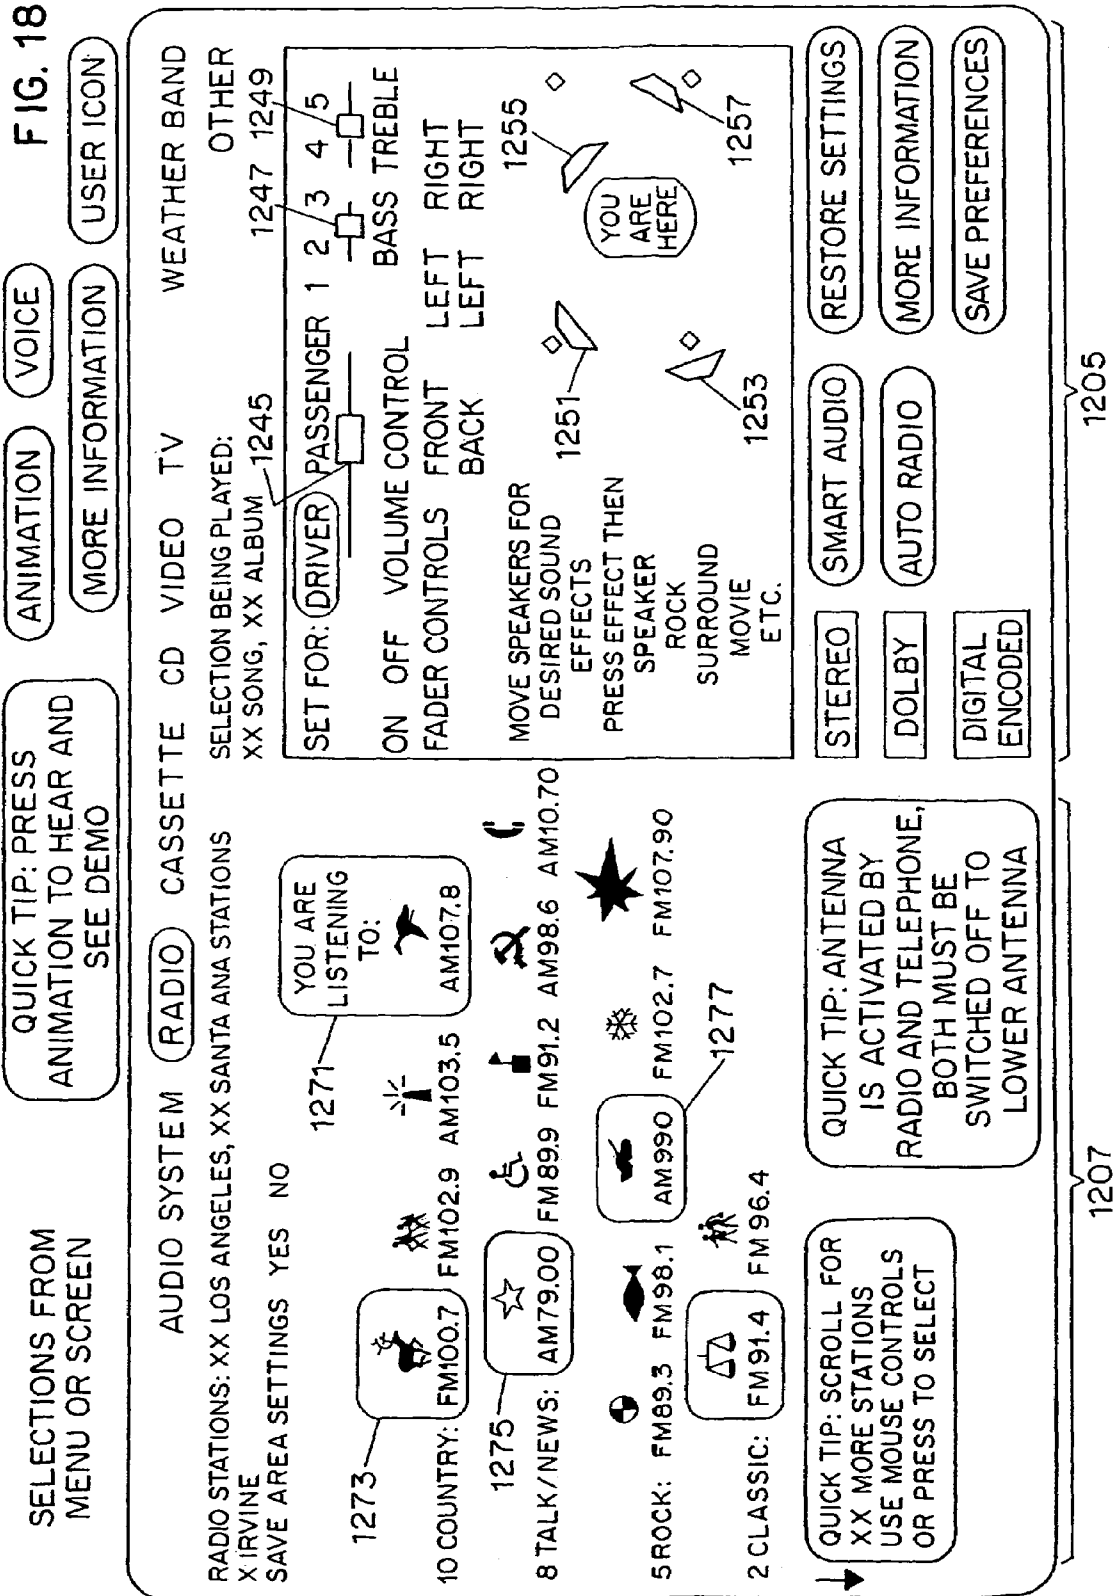 FIG. 18
SELECTIONS FROM
MENU OR SCREEN
QUICK TIP: PRESS
ANIMATION TO HEAR AND
SEE DEMO
ANIMATION
VOICE
MORE INFORMATION
USER ICON
AUDIO SYSTEM RADIO CASSETTE CD VIDEO TV WEATHER BAND
OTHER
RADIO STATIONS: XX LOS ANGELES, XX SANTA ANA STATIONS
X IRVINE
SAVE AREA SETTINGS YES NO
1271
YOU ARE
LISTENING
TO:
AM107.8
1273
10 COUNTRY: FM100.7 FM102.9 AM103.5
1275
8 TALK/NEWS: AM79.00 FM89.9 FM91.2 AM98.6 AM10.70
5 ROCK: FM89.3 FM98.1 AM990 FM102.7 FM107.90
1277
2 CLASSIC: FM91.4 FM96.4
QUICK TIP: SCROLL FOR
XX MORE STATIONS
USE MOUSE CONTROLS
OR PRESS TO SELECT
QUICK TIP: ANTENNA
IS ACTIVATED BY
RADIO AND TELEPHONE,
BOTH MUST BE
SWITCHED OFF TO
LOWER ANTENNA
1207
SELECTION BEING PLAYED:
XX SONG, XX ALBUM
1245
1247
1249
SET FOR: DRIVER PASSENGER 1 2 3 4 5
ON OFF VOLUME CONTROL BASS TREBLE
FADER CONTROLS FRONT LEFT RIGHT
BACK LEFT RIGHT
MOVE SPEAKERS FOR
DESIRED SOUND
EFFECTS
PRESS EFFECT THEN
SPEAKER
ROCK
SURROUND
MOVIE
ETC.
1251
1253
1255
1257
YOU
ARE
HERE
STEREO
SMART AUDIO
RESTORE SETTINGS
DOLBY
AUTO RADIO
MORE INFORMATION
DIGITAL
ENCODED
SAVE PREFERENCES
1205